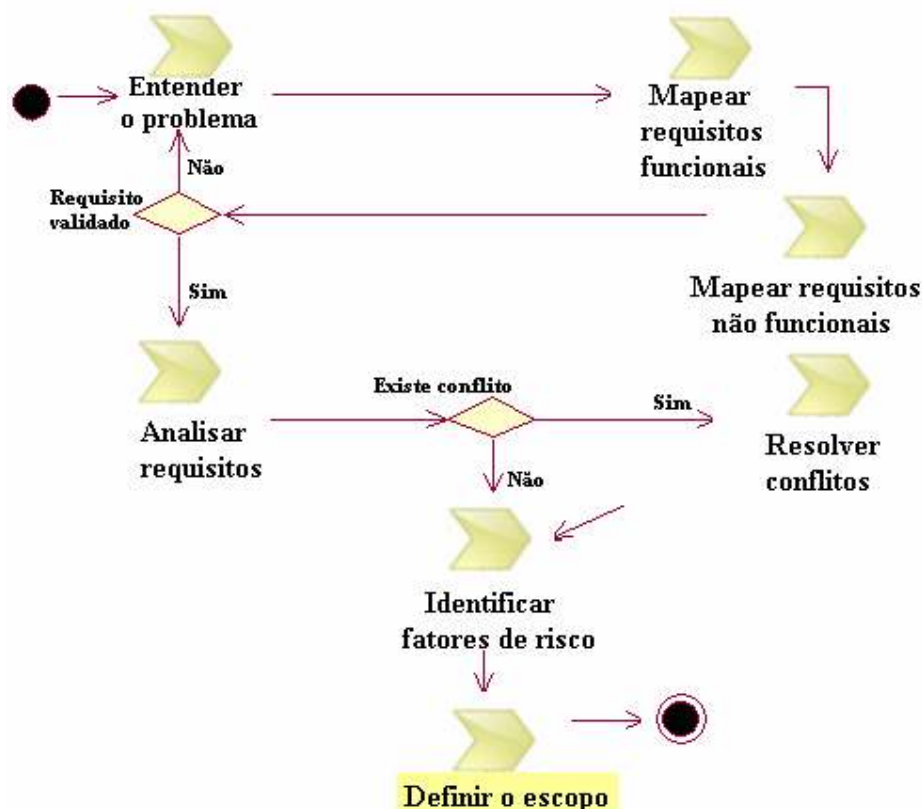 Entender
o problema
Mapear
requisitos
funcionais
Não
Requisito
validado
Sim
Mapear requisitos
não funcionais
Analisar
requisitos
Existe conflito
Sim
Resolver
conflitos
Não
Identificar
fatores de risco
Definir o escopo